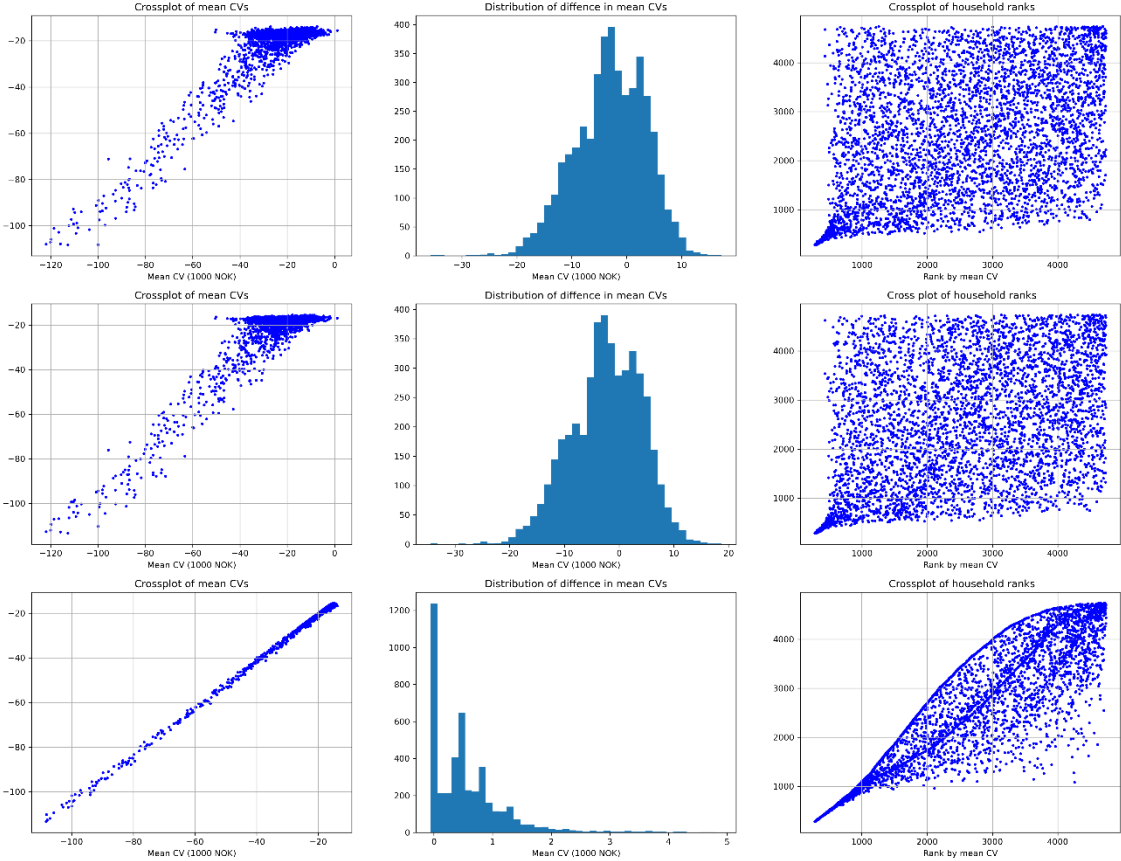 Crossplot of mean CVs
−20
−40
−60
−80
−100
−120 −100 −80 −60 −40 −20 0
Mean CV (1000 NOK)
Distribution of diffence in mean CVs
400
350
300
250
200
150
100
50
0
−30 −20 −10 0 10
Mean CV (1000 NOK)
Crossplot of household ranks
4000
3000
2000
1000
1000 2000 3000 4000
Rank by mean CV
Crossplot of mean CVs
−20
−40
−60
−80
−100
−120 −100 −80 −60 −40 −20 0
Mean CV (1000 NOK)
Distribution of diffence in mean CVs
400
350
300
250
200
150
100
50
0
−30 −20 −10 0 10 20
Mean CV (1000 NOK)
Cross plot of household ranks
4000
3000
2000
1000
1000 2000 3000 4000
Rank by mean CV
Crossplot of mean CVs
−20
−40
−60
−80
−100
−100 −80 −60 −40 −20
Mean CV (1000 NOK)
Distribution of diffence in mean CVs
1200
1000
800
600
400
200
0
0 1 2 3 4 5
Mean CV (1000 NOK)
Crossplot of household ranks
4000
3000
2000
1000
1000 2000 3000 4000
Rank by mean CV